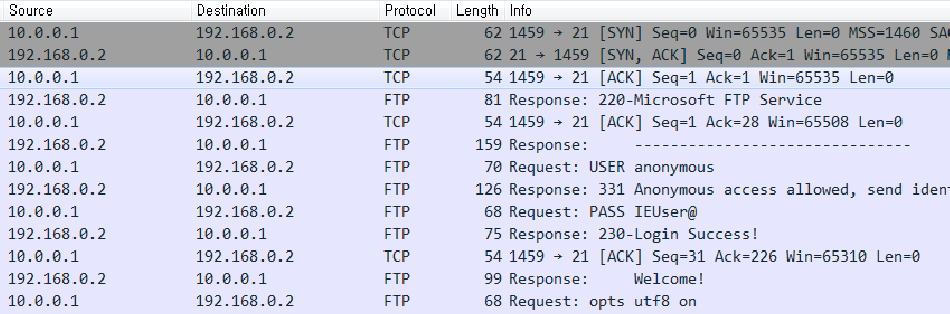 Source Destination Protocol Length Info
10.0.0.1 192.168.0.2 TCP 62 1459 → 21 [SYN] Seq=0 Win=65535 Len=0 MSS=1460
192.168.0.2 10.0.0.1 TCP 62 21 → 1459 [SYN, ACK] Seq=0 Ack=1 Win=65535 Len=0
10.0.0.1 192.168.0.2 TCP 54 1459 → 21 [ACK] Seq=1 Ack=1 Win=65535 Len=0
192.168.0.2 10.0.0.1 FTP 81 Response: 220-Microsoft FTP Service
10.0.0.1 192.168.0.2 TCP 54 1459 → 21 [ACK] Seq=1 Ack=28 Win=65508 Len=0
192.168.0.2 10.0.0.1 FTP 159 Response: ------------------------------
10.0.0.1 192.168.0.2 FTP 70 Request: USER anonymous
192.168.0.2 10.0.0.1 FTP 126 Response: 331 Anonymous access allowed, send
10.0.0.1 192.168.0.2 FTP 68 Request: PASS IEUser@
192.168.0.2 10.0.0.1 FTP 75 Response: 230-Login Success!
10.0.0.1 192.168.0.2 TCP 54 1459 → 21 [ACK] Seq=31 Ack=226 Win=65310 Len=0
192.168.0.2 10.0.0.1 FTP 99 Response: Welcome!
10.0.0.1 192.168.0.2 FTP 68 Request: opts utf8 on